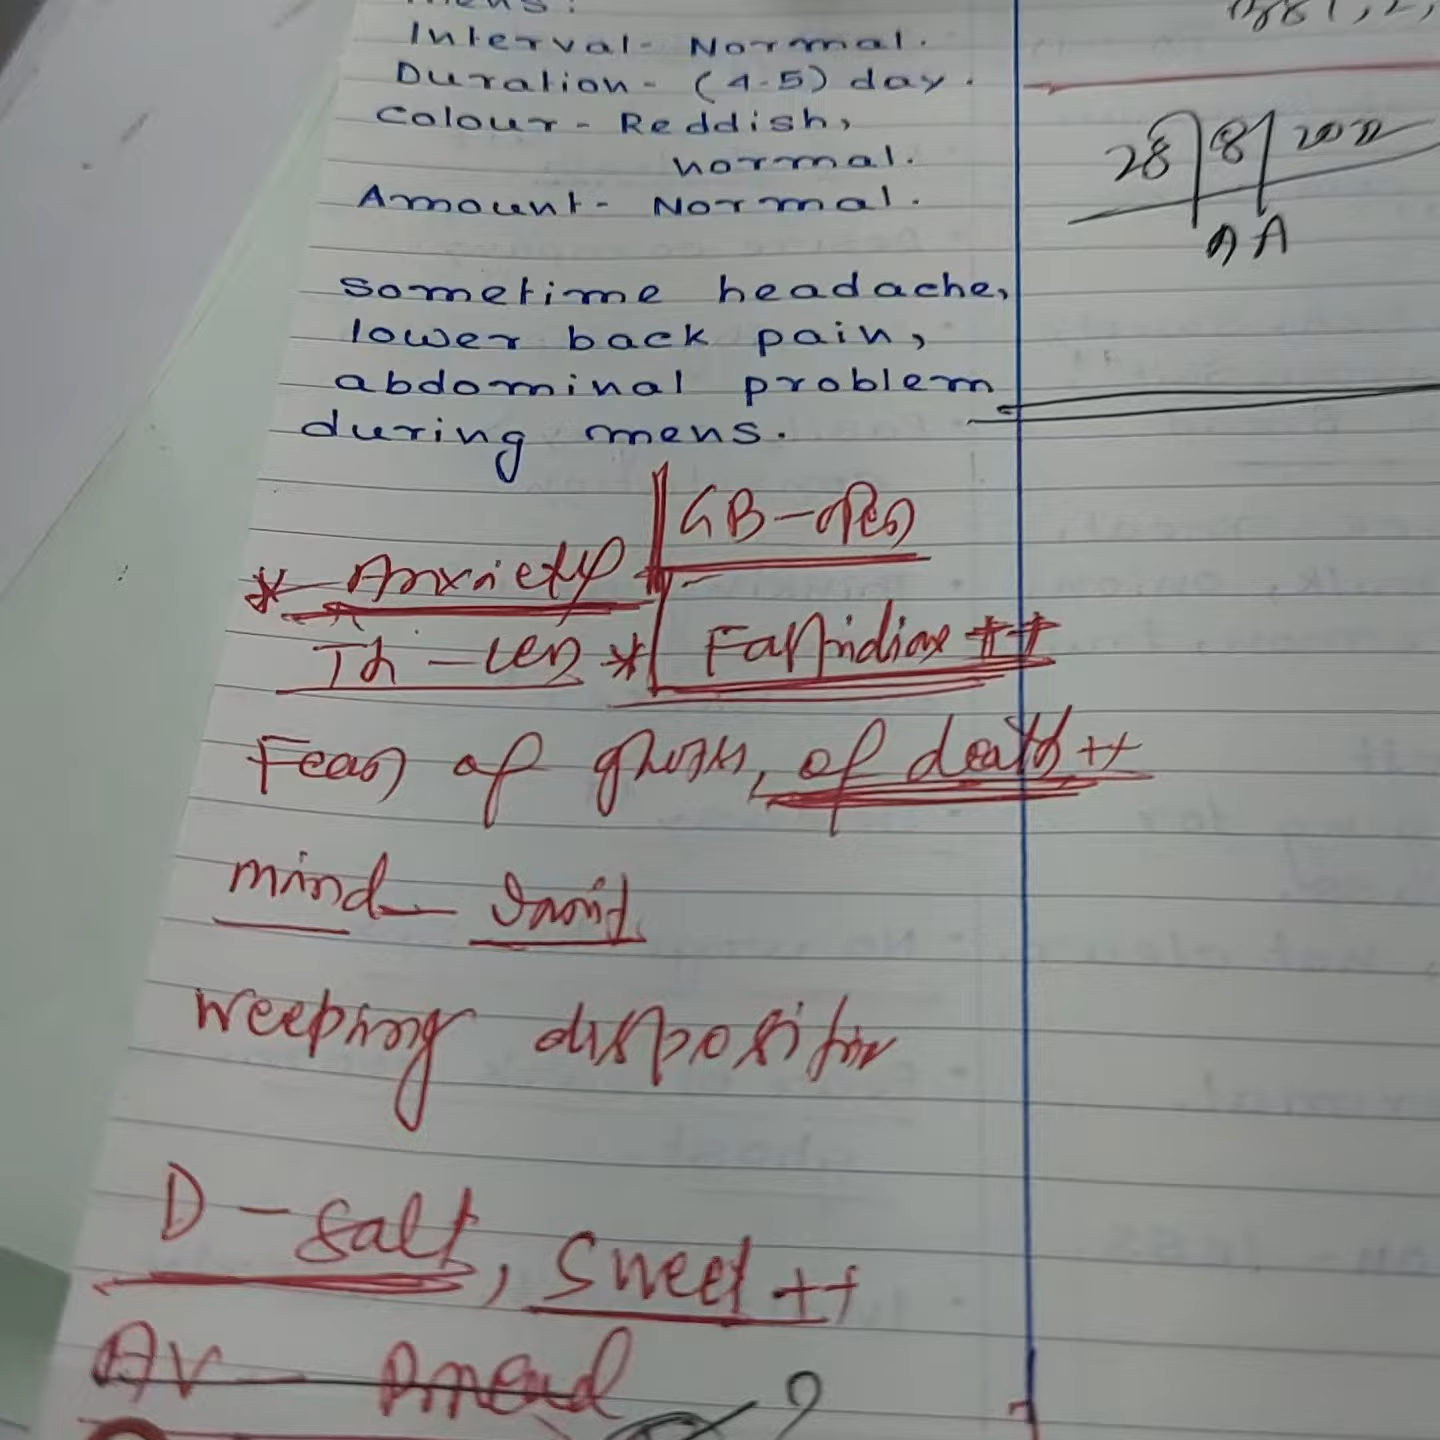 Interval- Normal.
Duration- (4-5) day.
Colour- Reddish,
normal.
Amount- Normal.
sometime headache,
lower back pain,
abdominal problem
during mens.
GB-
* Anxiety
Th - *
Fastidious ++
Fear of ghosts, of death ++
mind-
Weeping disposition
D - Salt, Sweet ++
AV -
28/8/